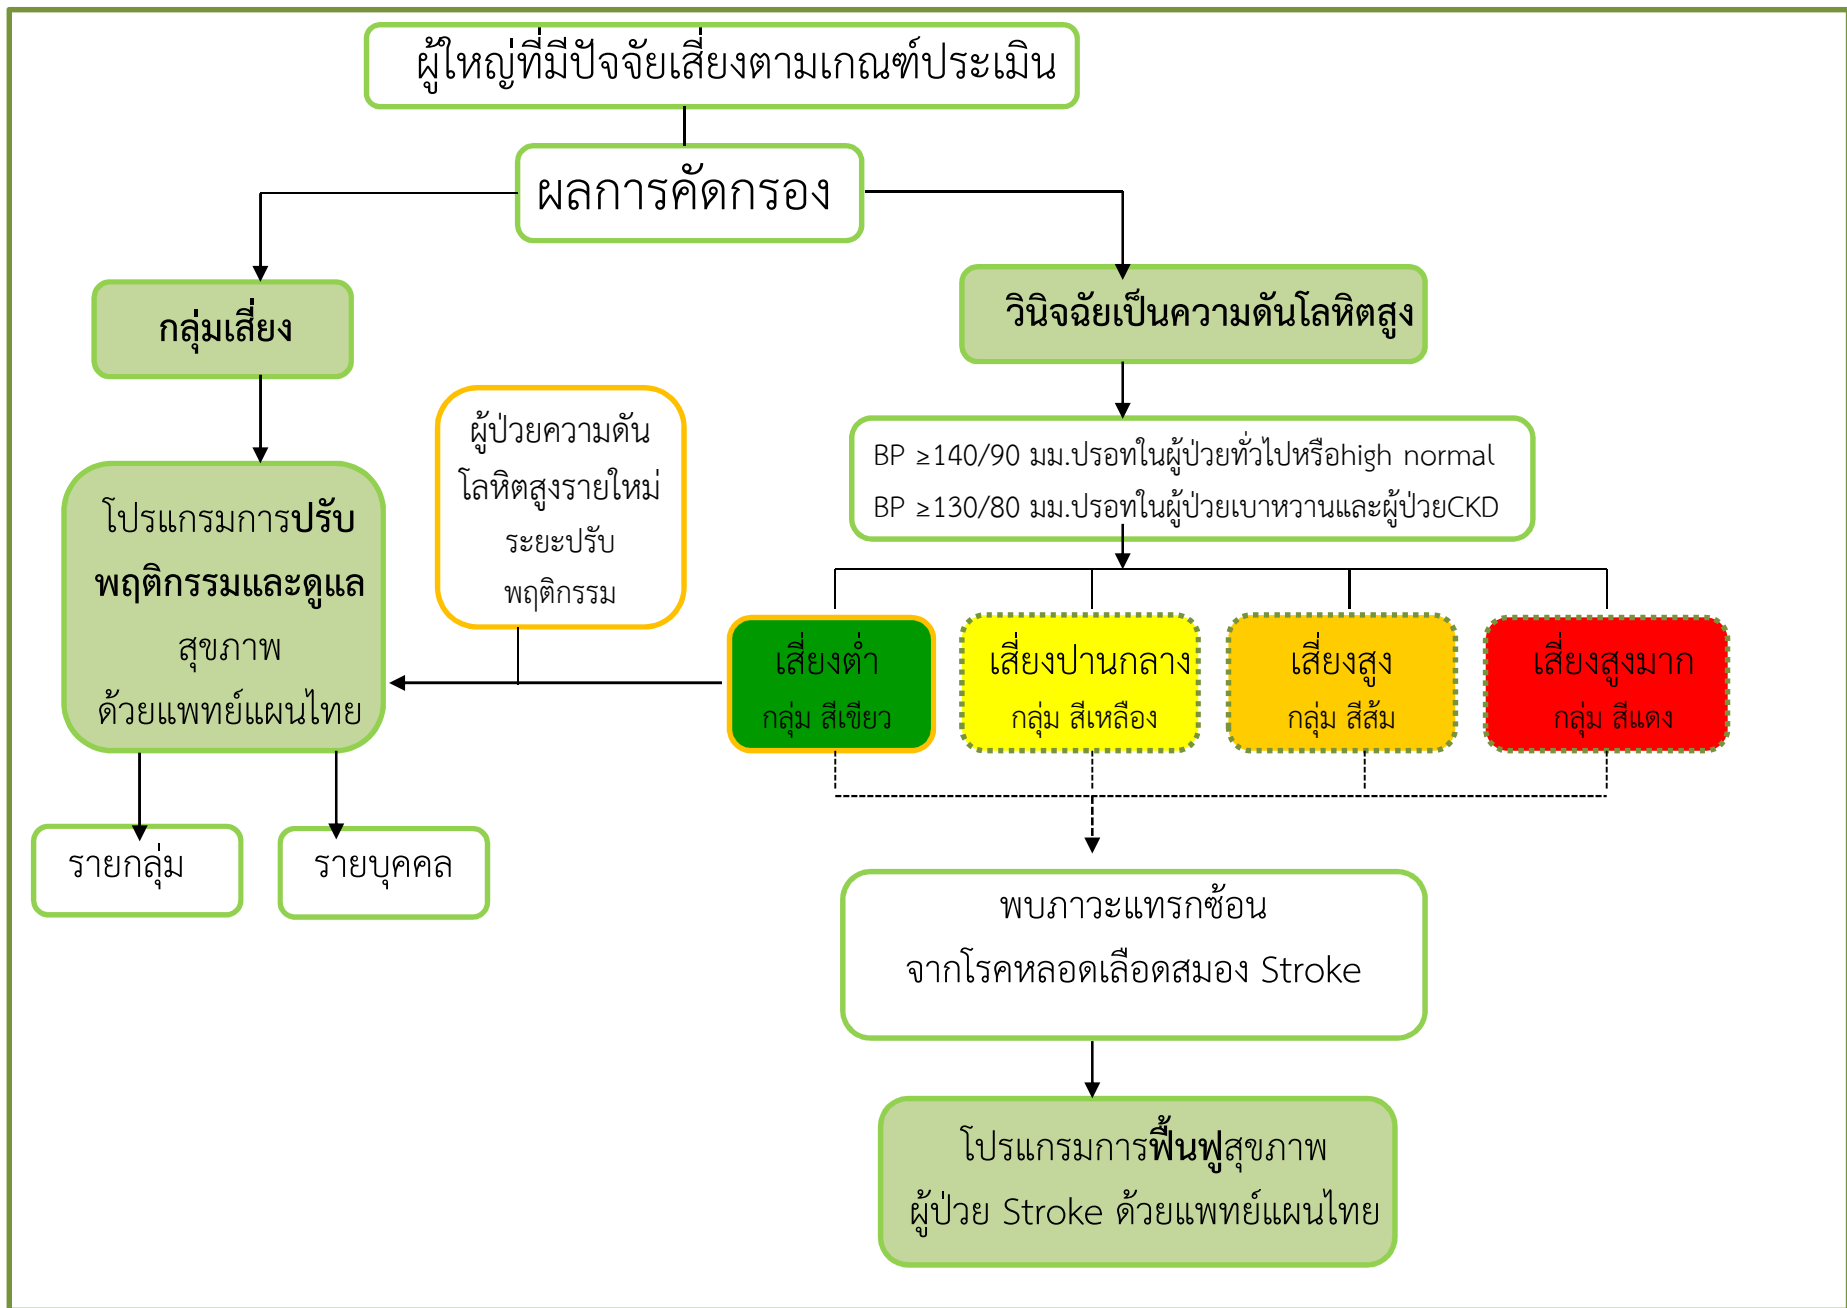 ผู้ใหญ่ที่มีปัจจัยเสี่ยงตามเกณฑ์ประเมิน
ผลการคัดกรอง
กลุ่มเสี่ยง
วินิจฉัยเป็นความดันโลหิตสูง
โปรแกรมการปรับ
พฤติกรรมและดูแล
สุขภาพ
ด้วยแพทย์แผนไทย
ผู้ป่วยความดัน
โลหิตสูงรายใหม่
ระยะปรับ
พฤติกรรม
BP ≥140/90 มม.ปรอทในผู้ป่วยทั่วไปหรือhigh normal
BP ≥130/80 มม.ปรอทในผู้ป่วยเบาหวานและผู้ป่วยCKD
เสี่ยงต่ำ
กลุ่ม สีเขียว
เสี่ยงปานกลาง
กลุ่ม สีเหลือง
เสี่ยงสูง
กลุ่ม สีส้ม
เสี่ยงสูงมาก
กลุ่ม สีแดง
รายกลุ่ม
รายบุคคล
พบภาวะแทรกซ้อน
จากโรคหลอดเลือดสมอง Stroke
โปรแกรมการฟื้นฟูสุขภาพ
ผู้ป่วย Stroke ด้วยแพทย์แผนไทย